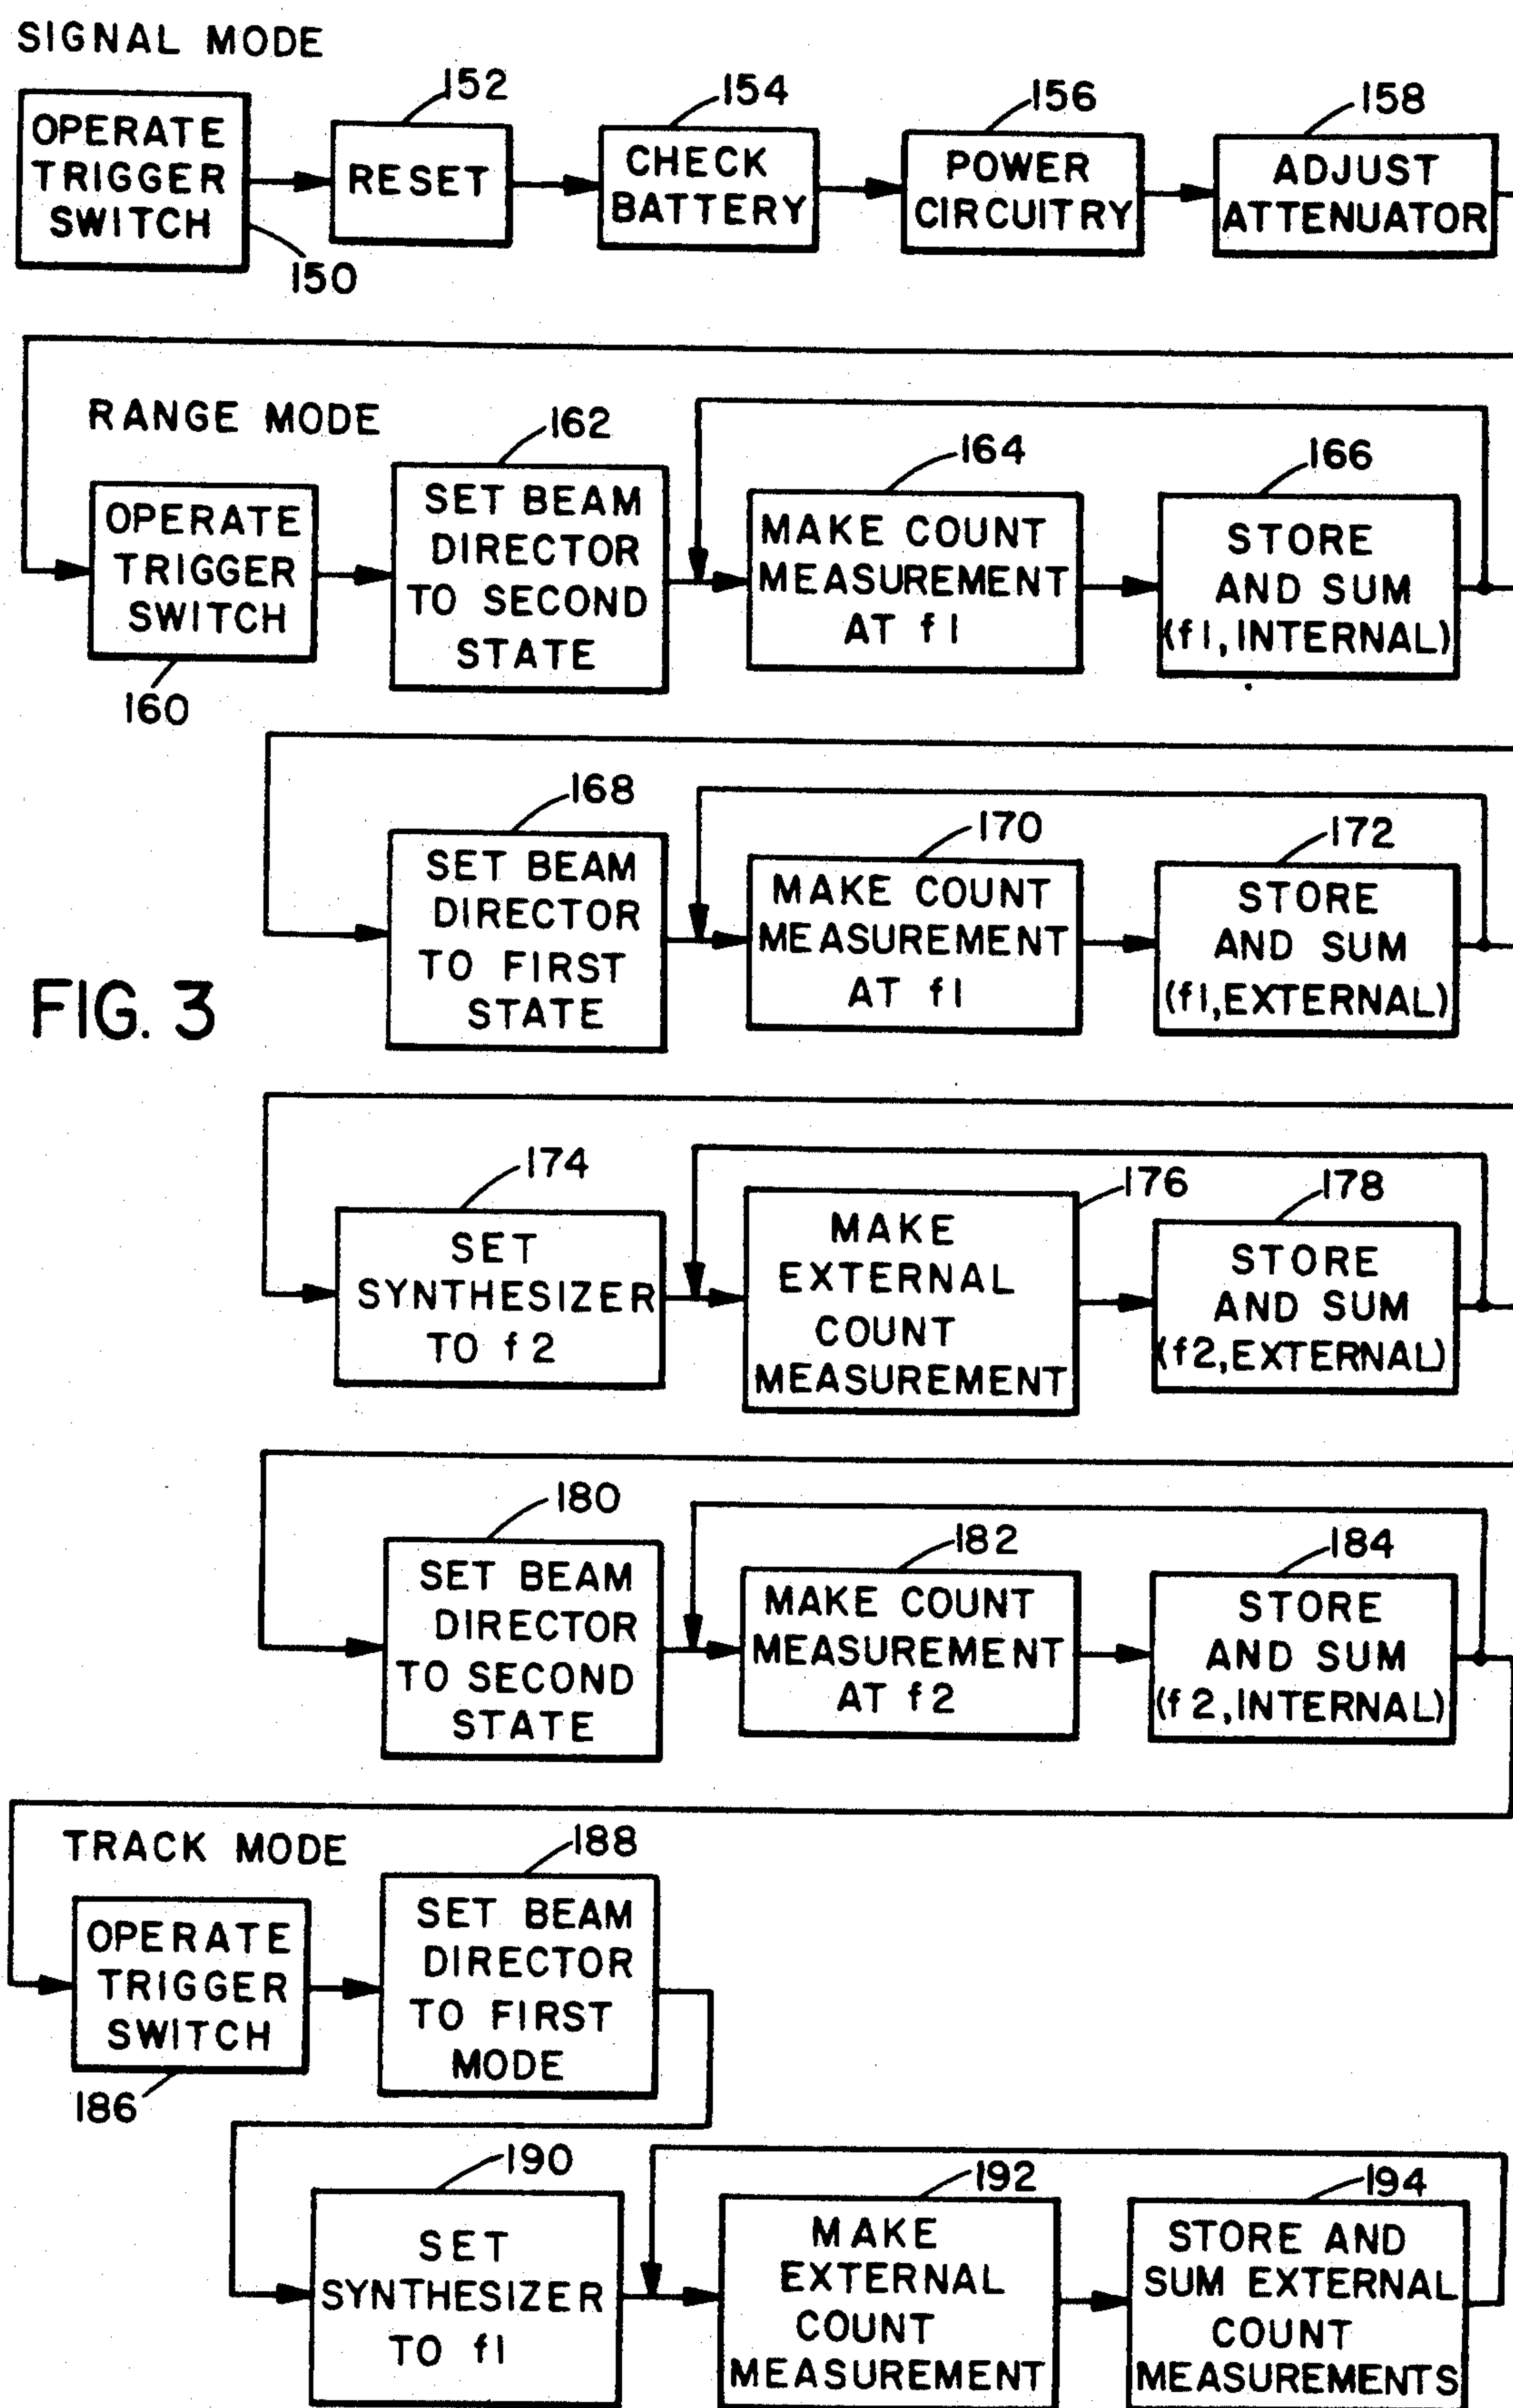 SIGNAL MODE
152
154
156
158
OPERATE
TRIGGER
SWITCH
RESET
CHECK
BATTERY
POWER
CIRCUITRY
ADJUST
ATTENUATOR
150
RANGE MODE
162
164
166
OPERATE
TRIGGER
SWITCH
SET BEAM
DIRECTOR
TO SECOND
STATE
MAKE COUNT
MEASUREMENT
AT f1
STORE
AND SUM
(f1, INTERNAL)
160
168
170
172
SET BEAM
DIRECTOR
TO FIRST
STATE
MAKE COUNT
MEASUREMENT
AT f1
STORE
AND SUM
(f1,EXTERNAL)
FIG. 3
174
176
178
SET
SYNTHESIZER
TO f2
MAKE
EXTERNAL
COUNT
MEASUREMENT
STORE
AND SUM
(f2,EXTERNAL)
180
182
184
SET BEAM
DIRECTOR
TO SECOND
STATE
MAKE COUNT
MEASUREMENT
AT f2
STORE
AND SUM
(f2,INTERNAL)
TRACK MODE
188
OPERATE
TRIGGER
SWITCH
SET BEAM
DIRECTOR
TO FIRST
MODE
186
190
192
194
SET
SYNTHESIZER
TO f1
MAKE
EXTERNAL
COUNT
MEASUREMENT
STORE AND
SUM EXTERNAL
COUNT
MEASUREMENTS